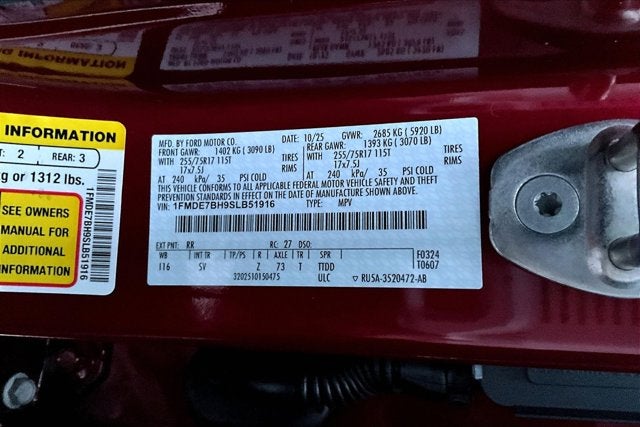 INFORMATION
2 REAR: 3
or 1312 lbs.
SEE OWNERS
MANUAL FOR
ADDITIONAL
INFORMATION
1FMDE7BH9SLB51916
MFD. BY FORD MOTOR CO. DATE: 10/25 GVWR: 2685 KG ( 5920 LB)
FRONT GAWR: 1402 KG ( 3090 LB) REAR GAWR: 1393 KG ( 3070 LB)
WITH TIRES WITH TIRES
255/75R17 115T RIMS 255/75R17 115T RIMS
17x7.5J 17x7.5J
AT 240 kPa/ 35 PSI COLD AT 240 kPa/ 35 PSI COLD
THIS VEHICLE CONFORMS TO ALL APPLICABLE FEDERAL MOTOR VEHICLE SAFETY AND THEFT
PREVENTION STANDARDS IN EFFECT ON THE DATE OF MANUFACTURE SHOWN ABOVE.
VIN: 1FMDE7BH9SLB51916 TYPE: MPV
EXT PNT: RR RC: 27 DSO: F0324
WB INT TR TP/PS R AXLE TR SPR T0607
116 SV Z 73 T TTDD
3202510150475 ULC ▽ RU5A-3520472-AB